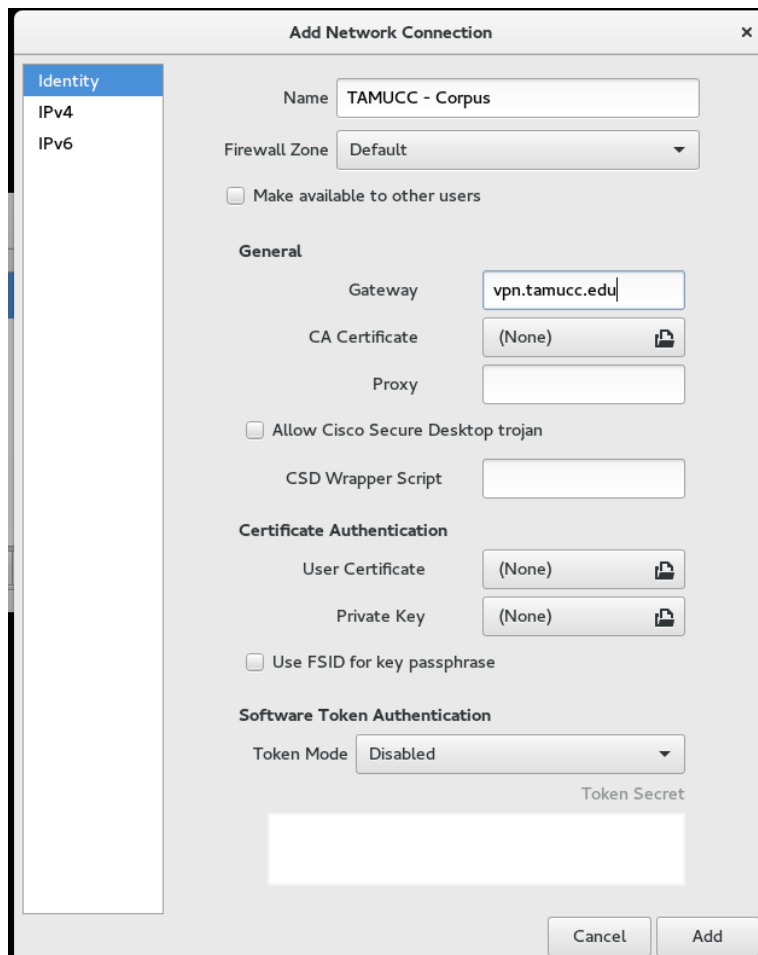 Add Network Connection
×
Identity
IPv4
IPv6
Name TAMUCC - Corpus
Firewall Zone Default
Make available to other users
General
Gateway vpn.tamucc.edu
CA Certificate (None)
Proxy
Allow Cisco Secure Desktop trojan
CSD Wrapper Script
Certificate Authentication
User Certificate (None)
Private Key (None)
Use FSID for key passphrase
Software Token Authentication
Token Mode Disabled
Token Secret
Cancel Add